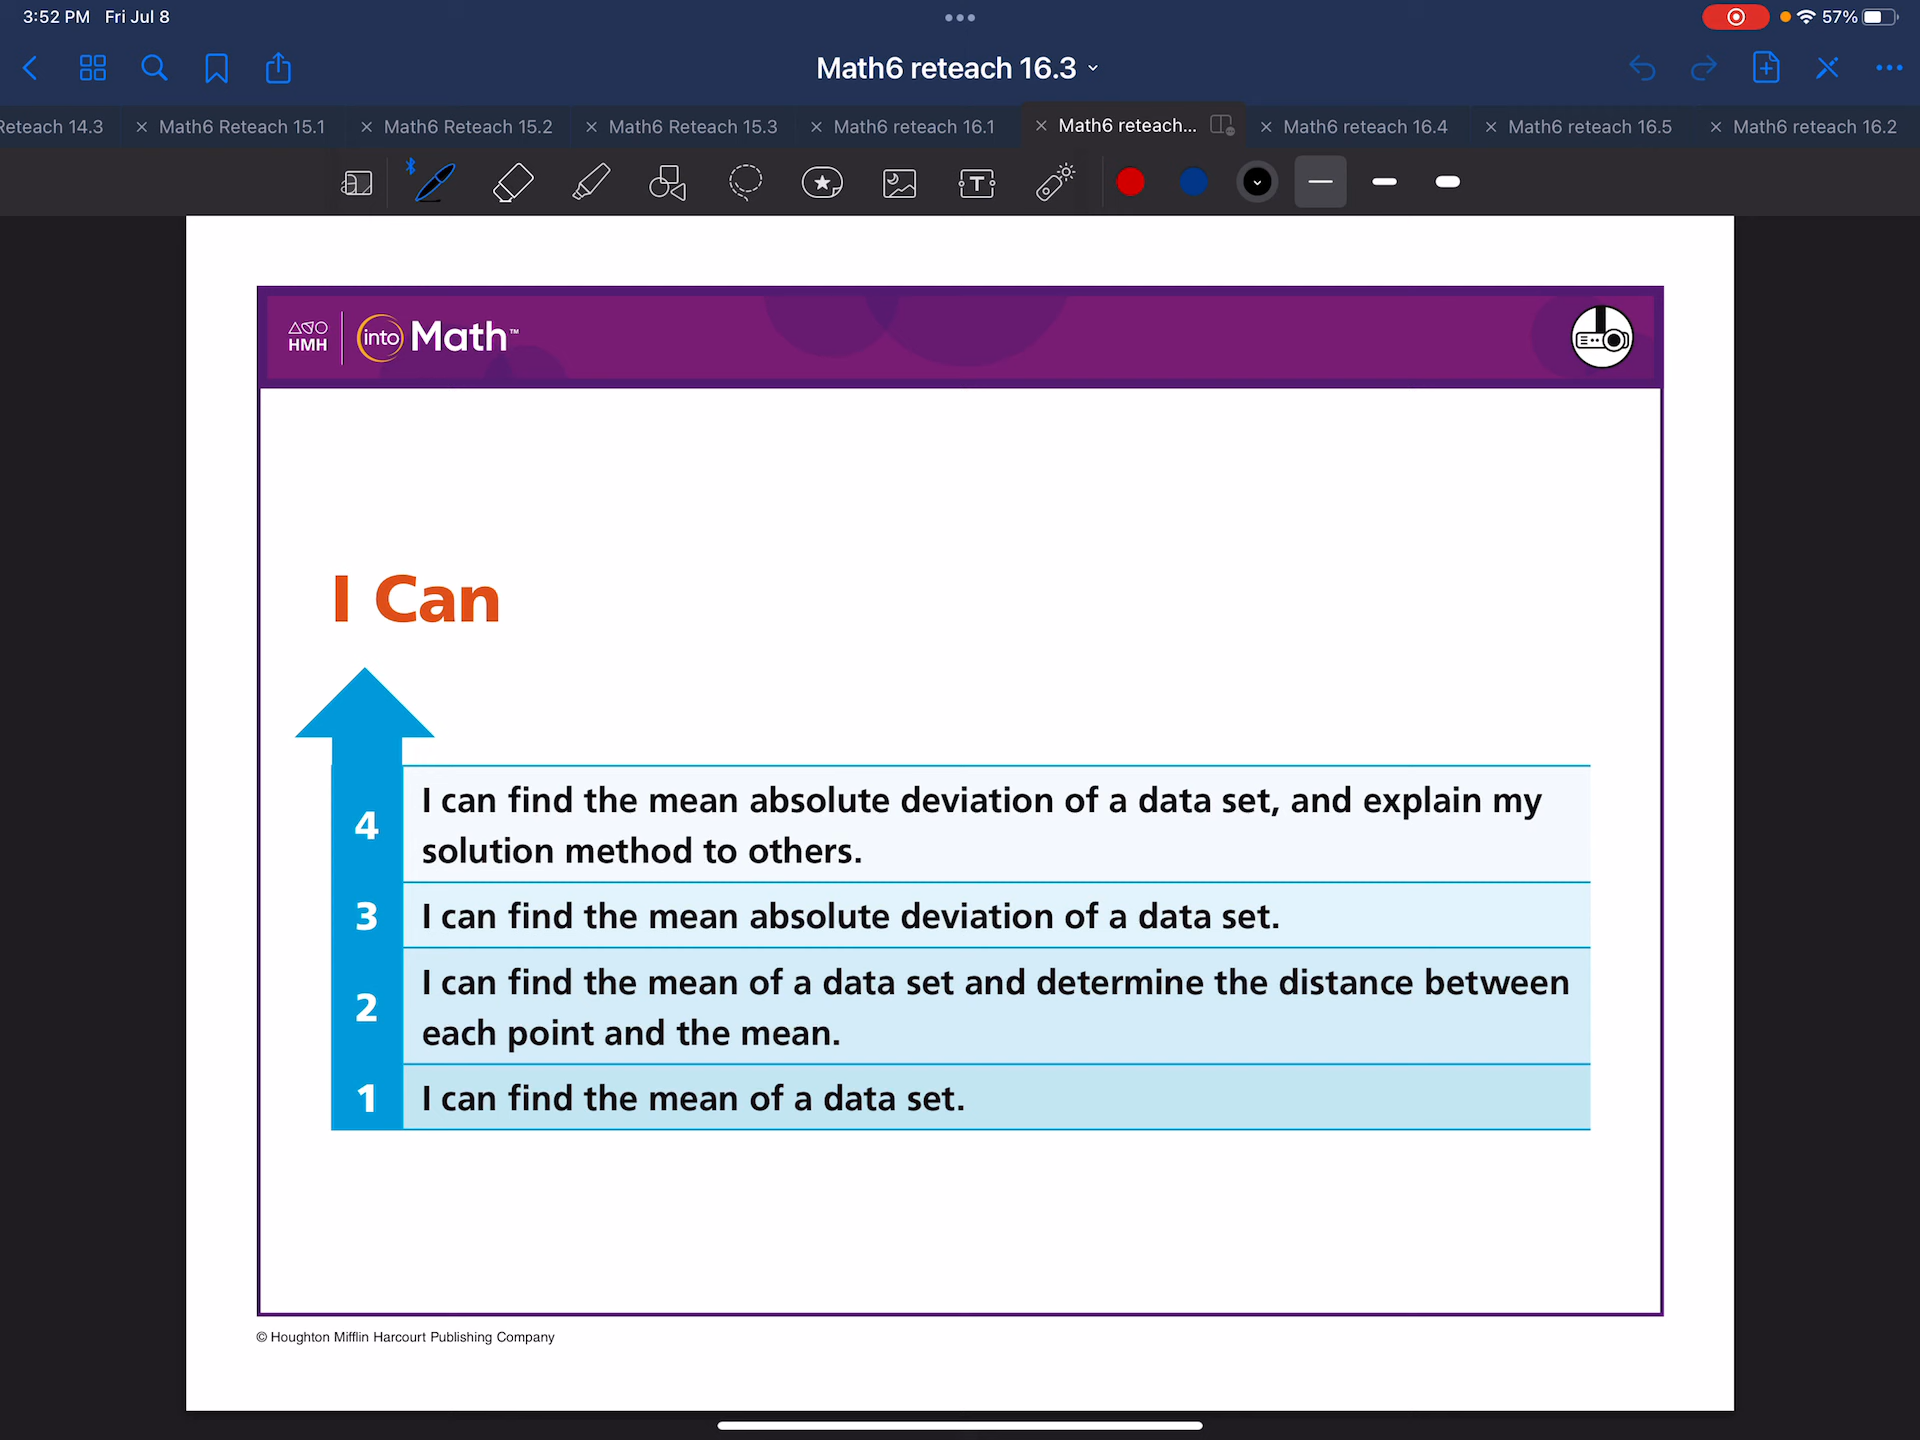 3:52 PM Fri Jul 8
57%
Math6 reteach 16.3
Reteach 14.3
Math6 Reteach 15.1
Math6 Reteach 15.2
Math6 Reteach 15.3
Math6 reteach 16.1
Math6 reteach...
Math6 reteach 16.4
Math6 reteach 16.5
Math6 reteach 16.2
HMH
into Math™
I Can
4 I can find the mean absolute deviation of a data set, and explain my
solution method to others.
3 I can find the mean absolute deviation of a data set.
2 I can find the mean of a data set and determine the distance between
each point and the mean.
1 I can find the mean of a data set.
© Houghton Mifflin Harcourt Publishing Company